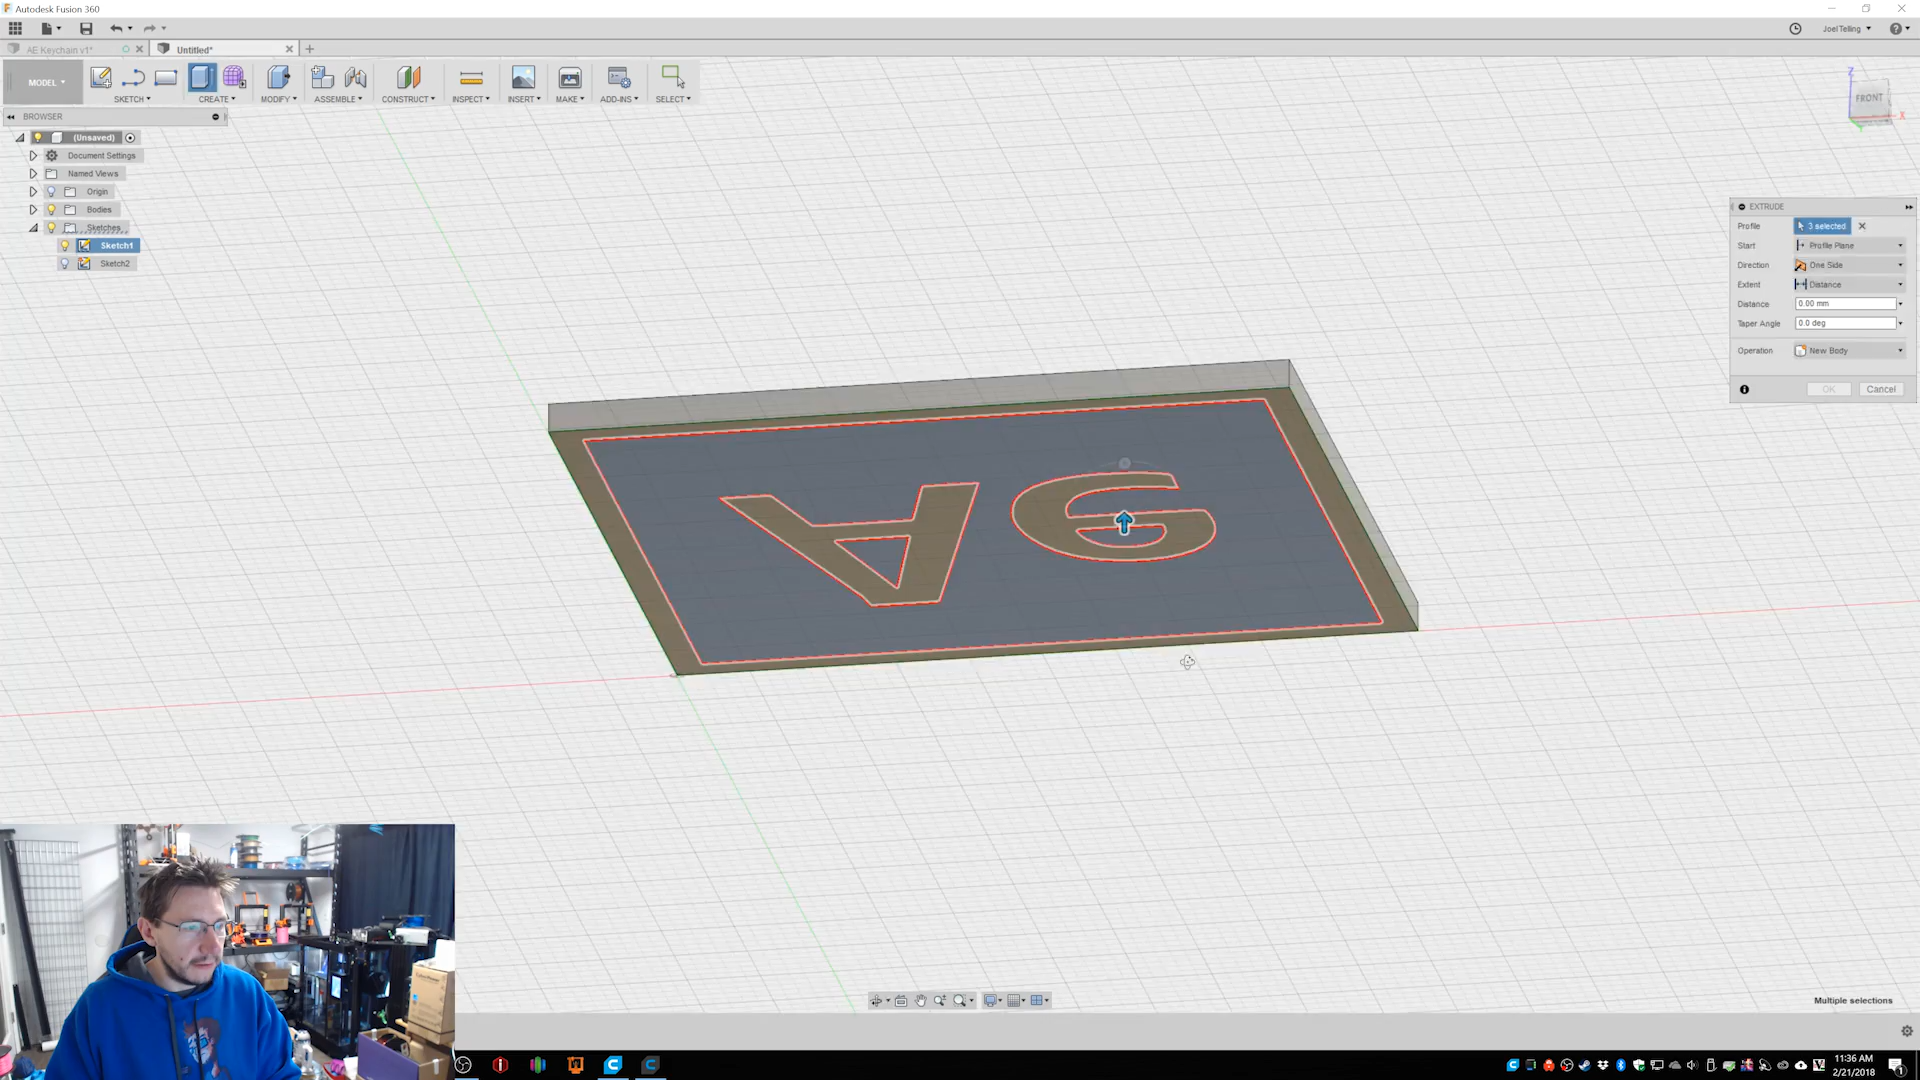 Autodesk Fusion 360
JoelTelling
AE Keychain v1*
Untitled*
MODEL
SKETCH
CREATE
MODIFY
ASSEMBLE
CONSTRUCT
INSPECT
INSERT
MAKE
ADD-INS
SELECT
BROWSER
(Unsaved)
Document Settings
Named Views
Origin
Bodies
Sketches
Sketch1
Sketch2
Z
FRONT
X
EXTRUDE
Profile 3 selected
Start Profile Plane
Direction One Side
Extent Distance
Distance 0.00 mm
Taper Angle 0.0 deg
Operation New Body
OK Cancel
A e
Multiple selections
11:36 AM
2/21/2018